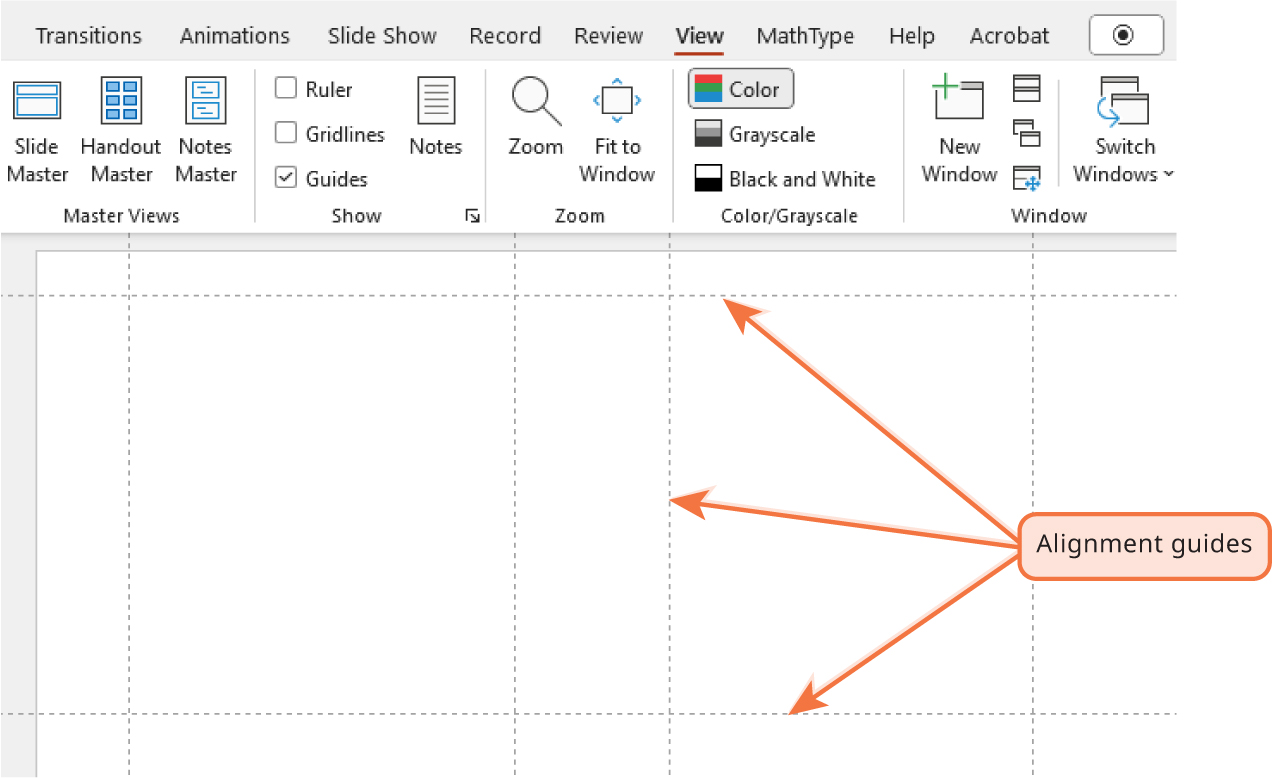 Transitions Animations Slide Show Record Review View MathType Help Acrobat
Slide Master
Handout Master
Notes Master
Master Views
Ruler
Gridlines
Guides
Notes
Show
Zoom
Fit to Window
Zoom
Color
Grayscale
Black and White
Color/Grayscale
New Window
Switch Windows
Window
Alignment guides